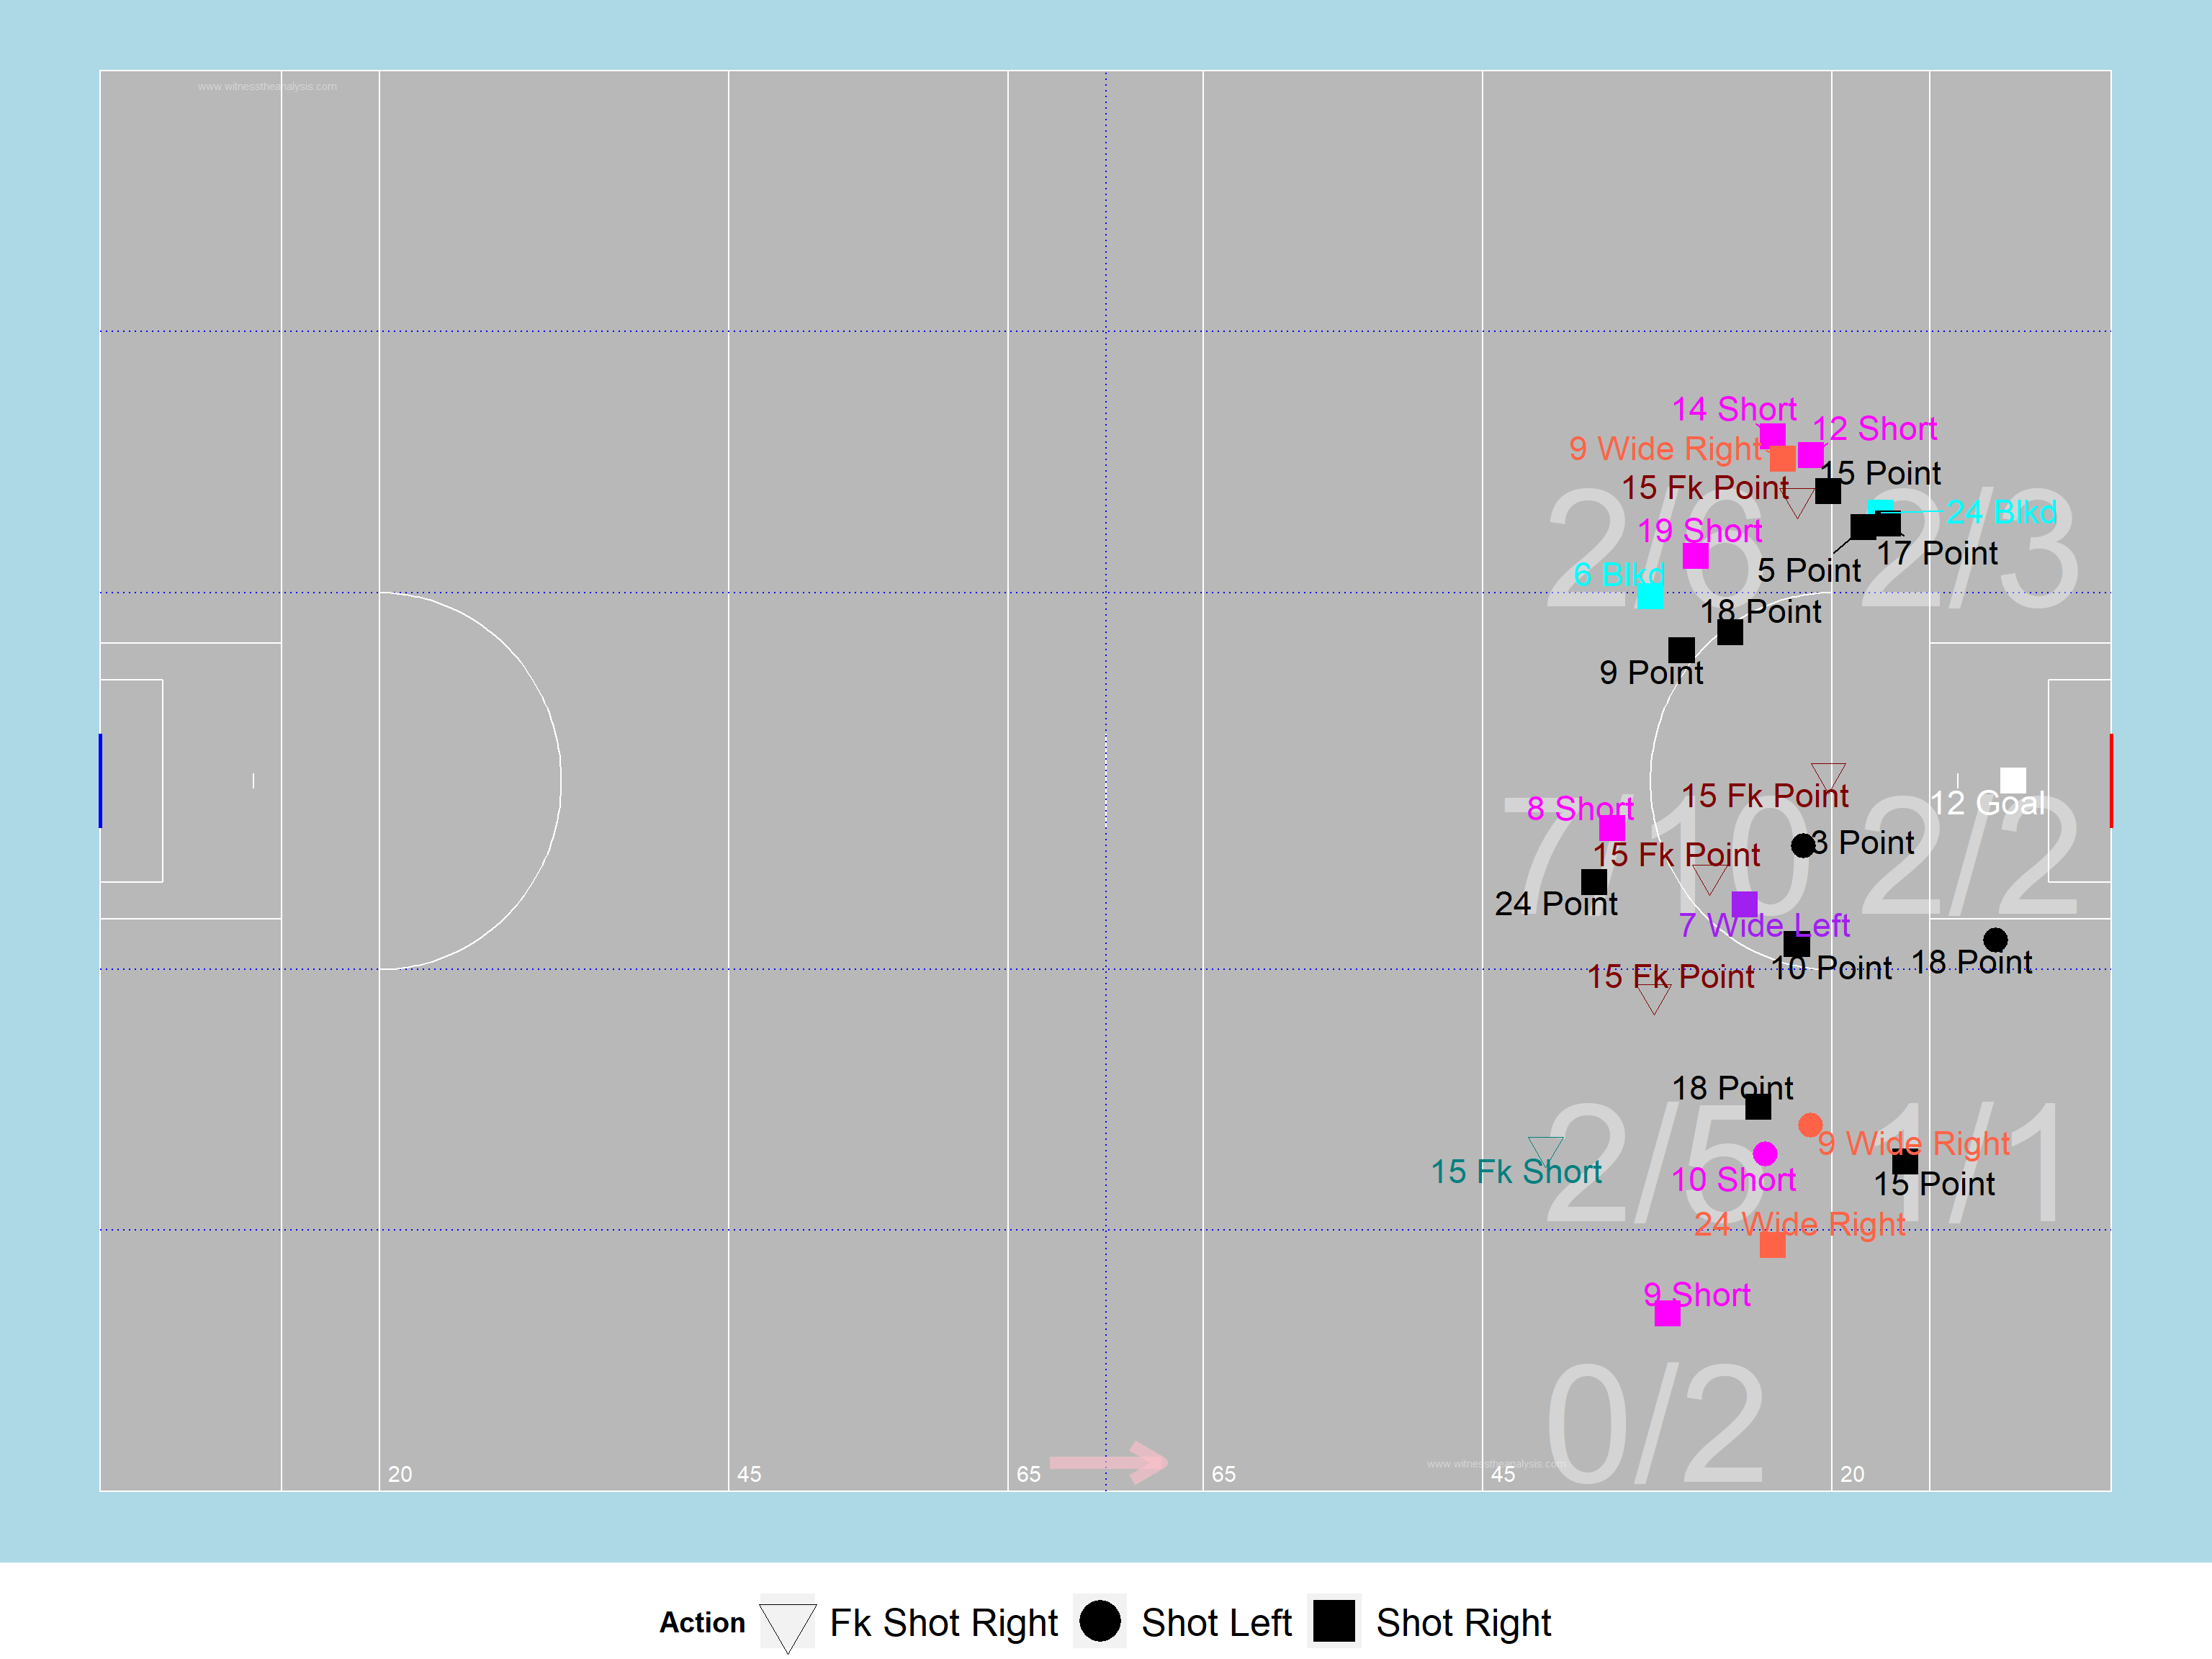 www.witnesstheanalysis.com
14 Short
12 Short
9 Wide Right
15 Point
15 Fk Point
24 Blkd
19 Short
17 Point
5 Point
6 Blkd
2/6
2/3
18 Point
9 Point
15 Fk Point
12 Goal
8 Short
3 Point
15 Fk Point
7/10
2/2
24 Point
7 Wide Left
10 Point
18 Point
15 Fk Point
18 Point
9 Wide Right
15 Fk Short
10 Short
2/5
1/1
15 Point
24 Wide Right
9 Short
0/2
www.witnesstheanalysis.com
20
45
65
65
45
20
Action
Fk Shot Right
Shot Left
Shot Right